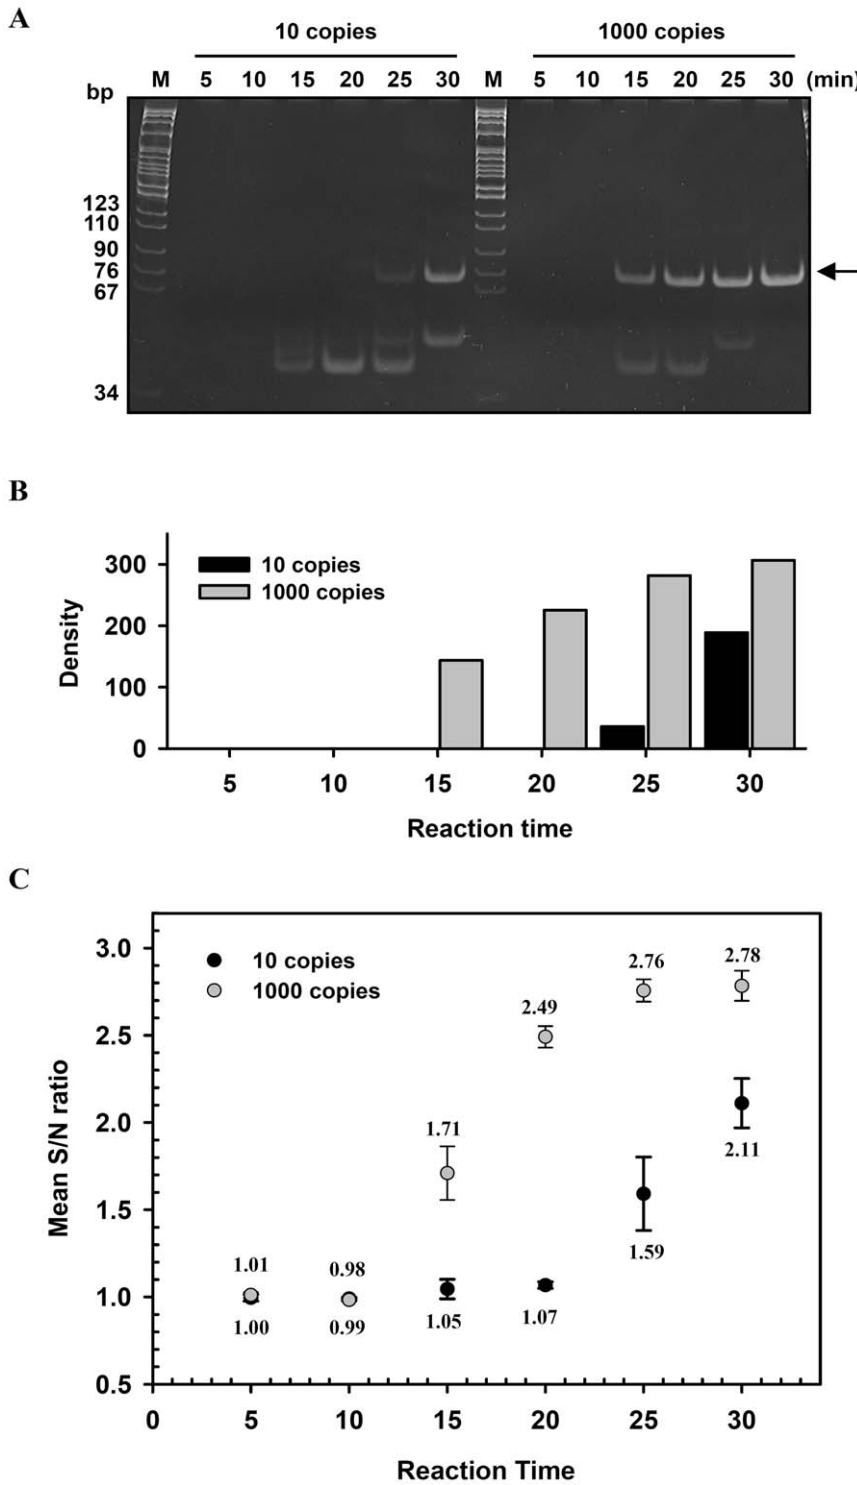 A
10 copies 1000 copies
M 5 10 15 20 25 30 M 5 10 15 20 25 30 (min)
bp
123
110
90
76
67
34
B
300
200
100
0
Density
10 copies
1000 copies
5 10 15 20 25 30
Reaction time
C
3.0
2.5
2.0
1.5
1.0
0.5
Mean S/N ratio
10 copies
1000 copies
2.76 2.78
2.49
1.71
2.11
1.59
1.01 0.98
1.00 0.99 1.05 1.07
0 5 10 15 20 25 30
Reaction Time